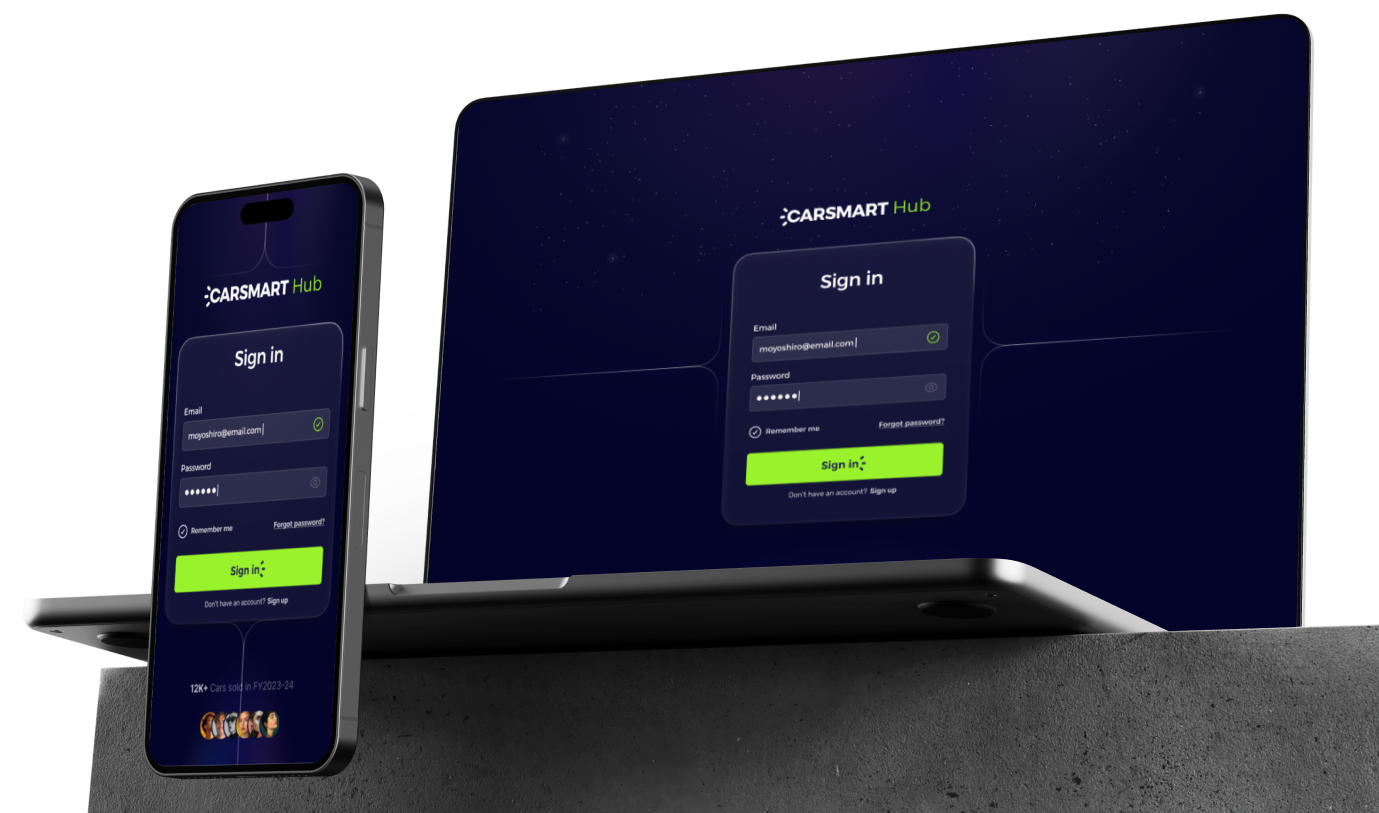 CARSMART Hub
Sign in
Email
moyoshiro@email.com
Password
••••••
Remember me
Forgot password?
Sign in
Don't have an account? Sign up
12K+ Cars sold in FY2023-24
CARSMART Hub
Sign in
Email
moyoshiro@email.com
Password
••••••
Remember me
Forgot password?
Sign in
Don't have an account? Sign up